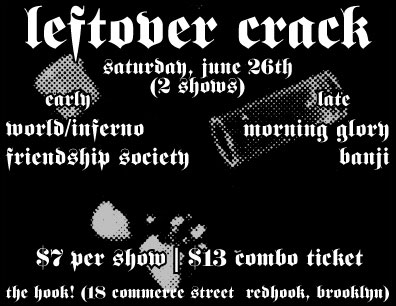 leftover crack
saturday, june 26th
(2 shows)
early
late
world/inferno
friendship society
morning glory
banji
$7 per show | $13 combo ticket
the hook! (18 commerce street redhook, brooklyn)